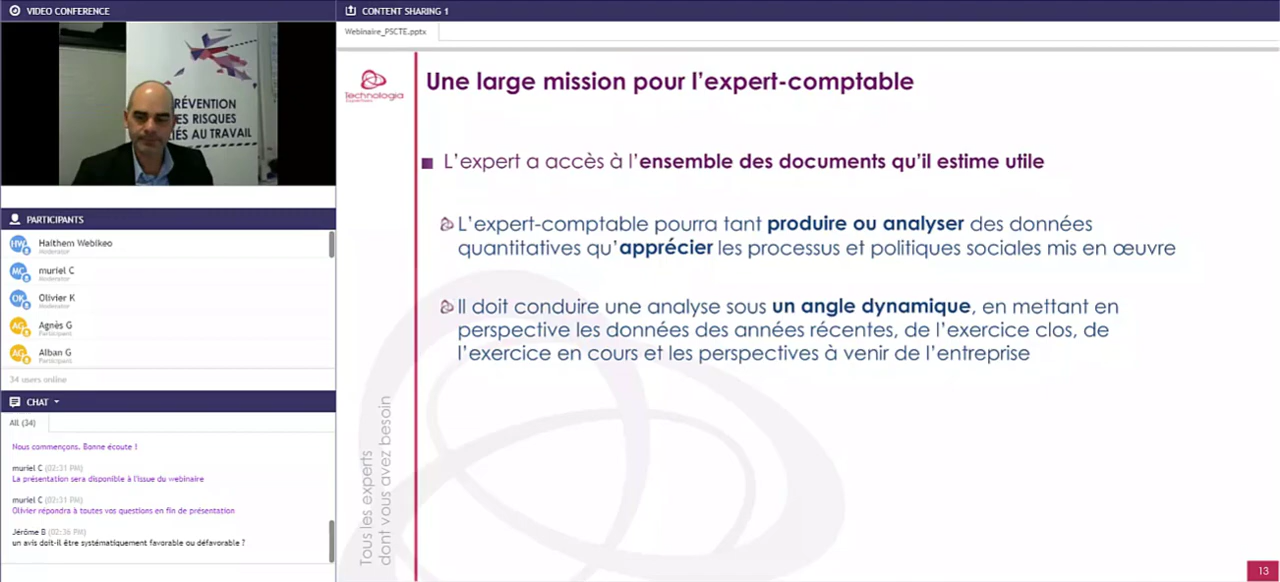 VIDEO CONFERENCE
RÉVENTION
ES RISQUES
IÉS AU TRAVAIL
PARTICIPANTS
HW
Haithem Webikeo
Moderator
MC
muriel C
Moderator
OK
Olivier K
Moderator
AG
Agnès G
Participant
AG
Alban G
Participant
34 users online
CHAT
All (34)
Nous commençons. Bonne écoute !
muriel C (02:31 PM)
La présentation sera disponible à l'issue du webinaire
muriel C (02:31 PM)
Olivier répondra à toutes vos questions en fin de présentation
Jérôme B (02:36 PM)
un avis doit-il être systématiquement favorable ou défavorable ?
CONTENT SHARING 1
Webinaire_PSCTE.pptx
Technologia
Une large mission pour l'expert-comptable
L'expert a accès à l'ensemble des documents qu'il estime utile
L'expert-comptable pourra tant produire ou analyser des données
quantitatives qu'apprécier les processus et politiques sociales mis en œuvre
Il doit conduire une analyse sous un angle dynamique, en mettant en
perspective les données des années récentes, de l'exercice clos, de
l'exercice en cours et les perspectives à venir de l'entreprise
Tous les experts
dont vous avez besoin
13